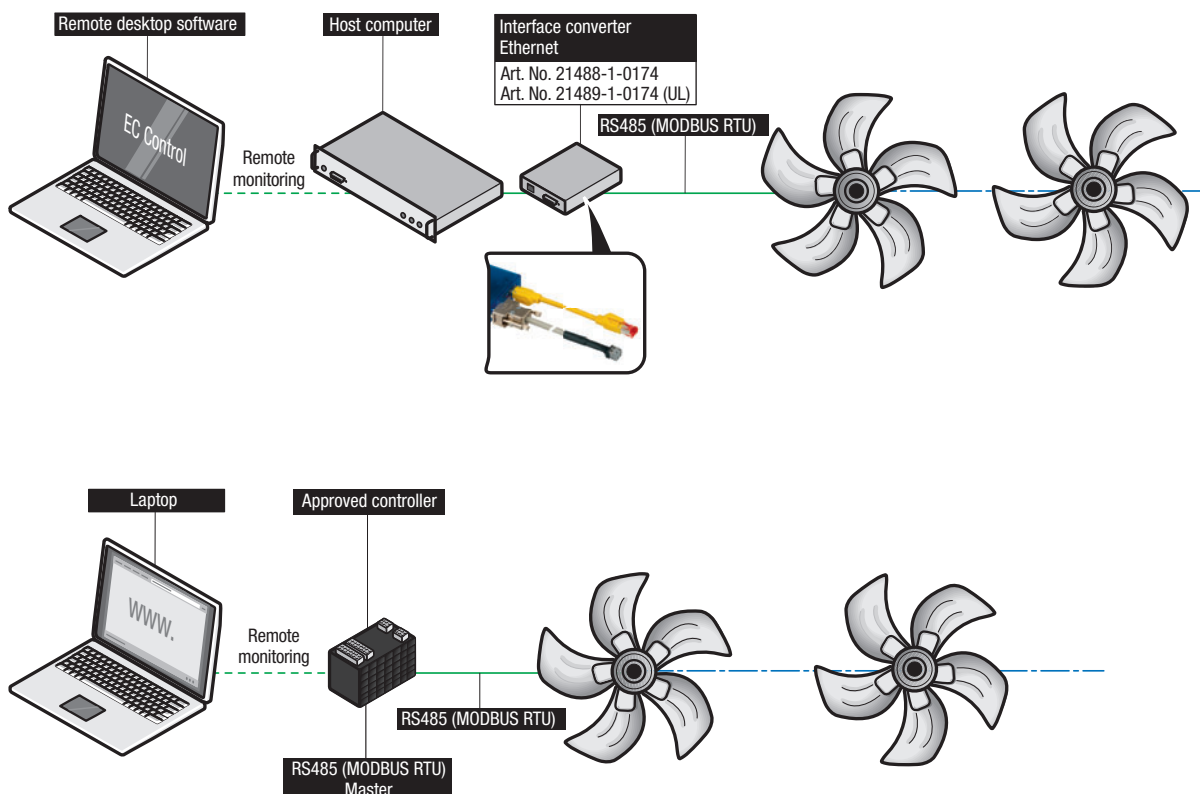 Remote desktop software
Host computer
Interface converter
Ethernet
Art. No. 21488-1-0174
Art. No. 21489-1-0174 (UL)
RS485 (MODBUS RTU)
EC Control
Remote
monitoring
Laptop
Approved controller
WWW.
Remote
monitoring
RS485 (MODBUS RTU)
RS485 (MODBUS RTU)
Master